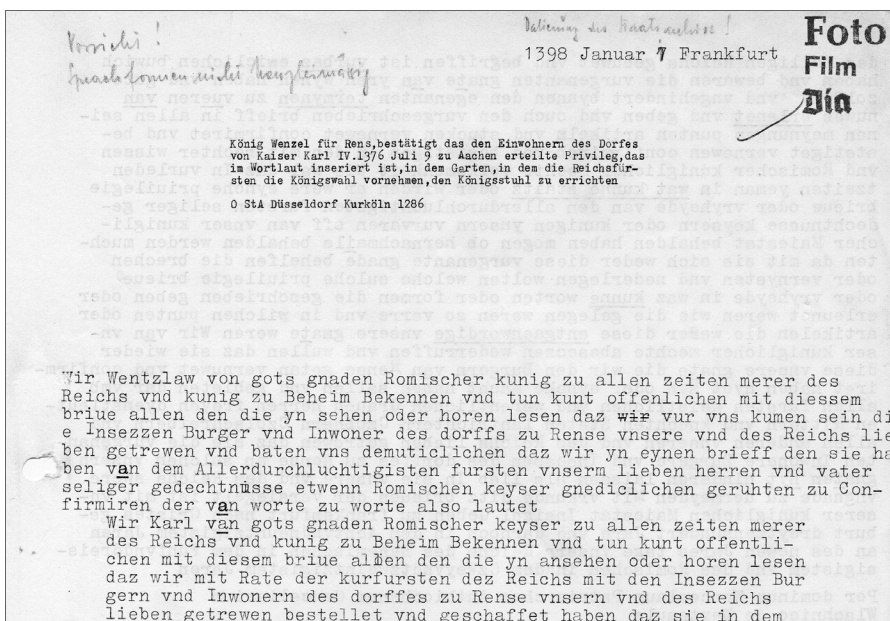 Vorsicht !
Sprachformen nicht kanzleimässig
Datierung des Staatsarchivs !
1398 Januar 7 Frankfurt
Foto
Film
Dia
König Wenzel für Rens,bestätigt das den Einwohnern des Dorfes
von Kaiser Karl IV.1376 Juli 9 zu Aachen erteilte Privileg,das
im Wortlaut inseriert ist,in dem Garten,in dem die Reichsfür-
sten die Königswahl vornehmen,den Königsstuhl zu errichten
O StA Düsseldorf Kurköln 1286
Wir Wentzlaw von gots gnaden Romischer kunig zu allen zeiten merer des
Reichs vnd kunig zu Beheim Bekennen vnd tun kunt offenlichen mit diessem
briue allen den die yn sehen oder horen lesen daz wir vur vns kumen sein di
e Insezzen Burger vnd Inwoner des dorffs zu Rense vnsere vnd des Reichs lie
ben getrewen vnd baten vns demuticlichen daz wir yn eynen brieff den sie ha
ben van dem Allerdurchluchtigisten fursten vnserm lieben herren vnd vater
seliger gedechtnüsse etwenn Romischen keyser gnediclichen geruhten zu Con-
firmiren der van worte zu worte also lautet
Wir Karl van gots gnaden Romischer keyser zu allen zeiten merer
des Reichs vnd kunig zu Beheim Bekennen vnd tun kunt offentli-
chen mit diesem briue allen den die yn ansehen oder horen lesen
daz wir mit Rate der kurfursten dez Reichs mit den Insezzen Bur
gern vnd Inwonern des dorffes zu Rense vnsern vnd des Reichs
lieben getrewen bestellet vnd geschaffet haben daz sie in dem